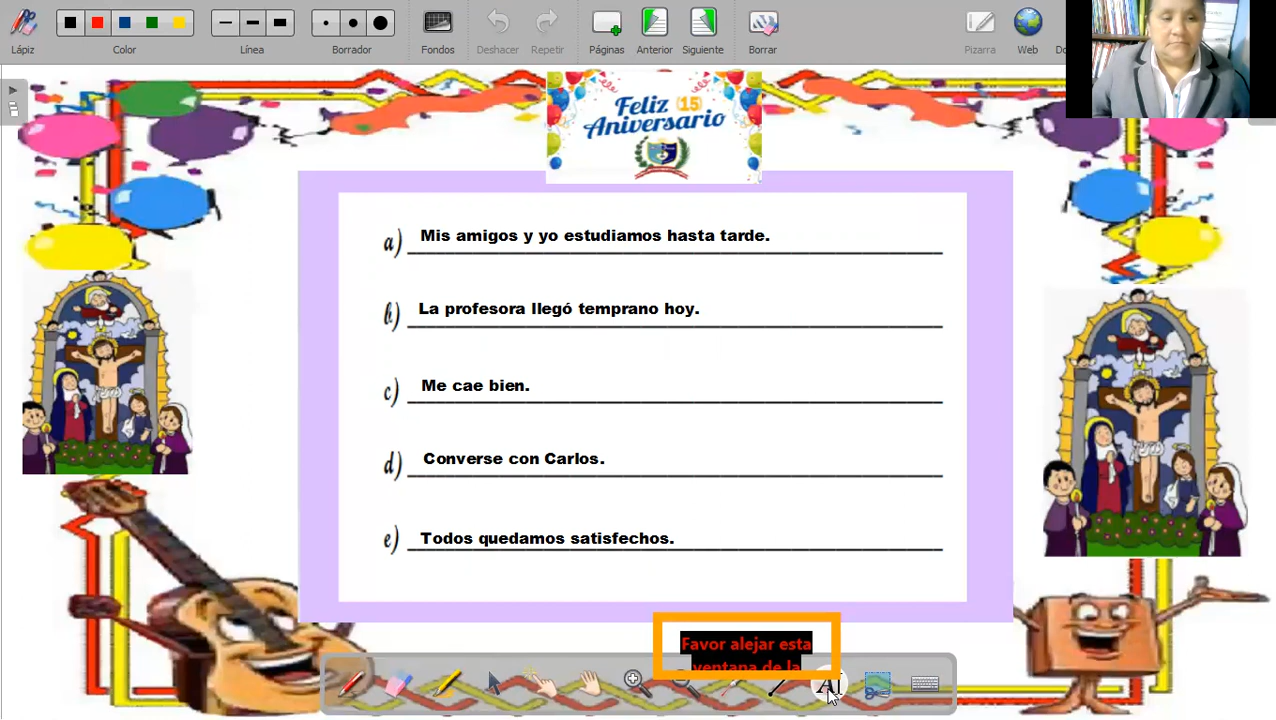 Lápiz
Color
Línea
Borrador
Fondos
Deshacer
Repetir
Páginas
Anterior
Siguiente
Borrar
Pizarra
Web
Feliz 15
Aniversario
a) Mis amigos y yo estudiamos hasta tarde.
b) La profesora llegó temprano hoy.
c) Me cae bien.
d) Converse con Carlos.
e) Todos quedamos satisfechos.
Favor alejar esta
ventana de la
AI